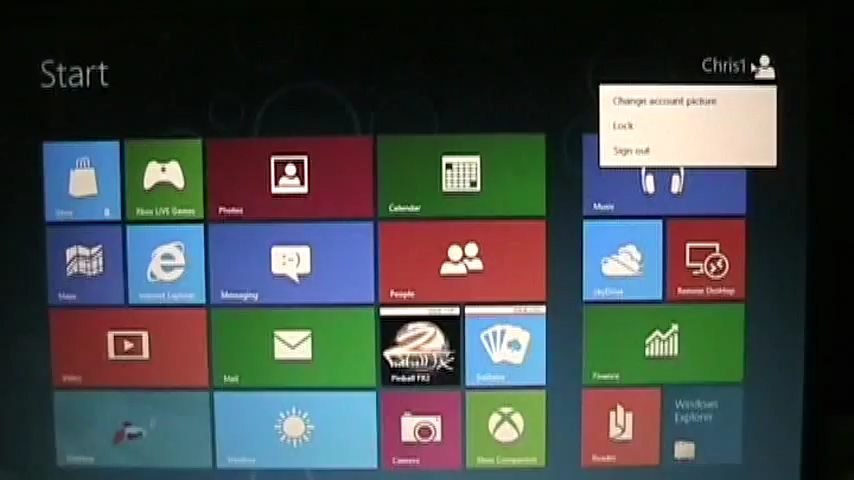 Start
Chris1
Change account picture
Lock
Sign out
Store
8
Xbox LIVE Games
Photos
Calendar
Music
Maps
Internet Explorer
Messaging
People
SkyDrive
Remote Desktop
Video
Mail
Pinball FX2
Solitaire
Finance
Desktop
Weather
Camera
Xbox Companion
Reader
Windows
Explorer